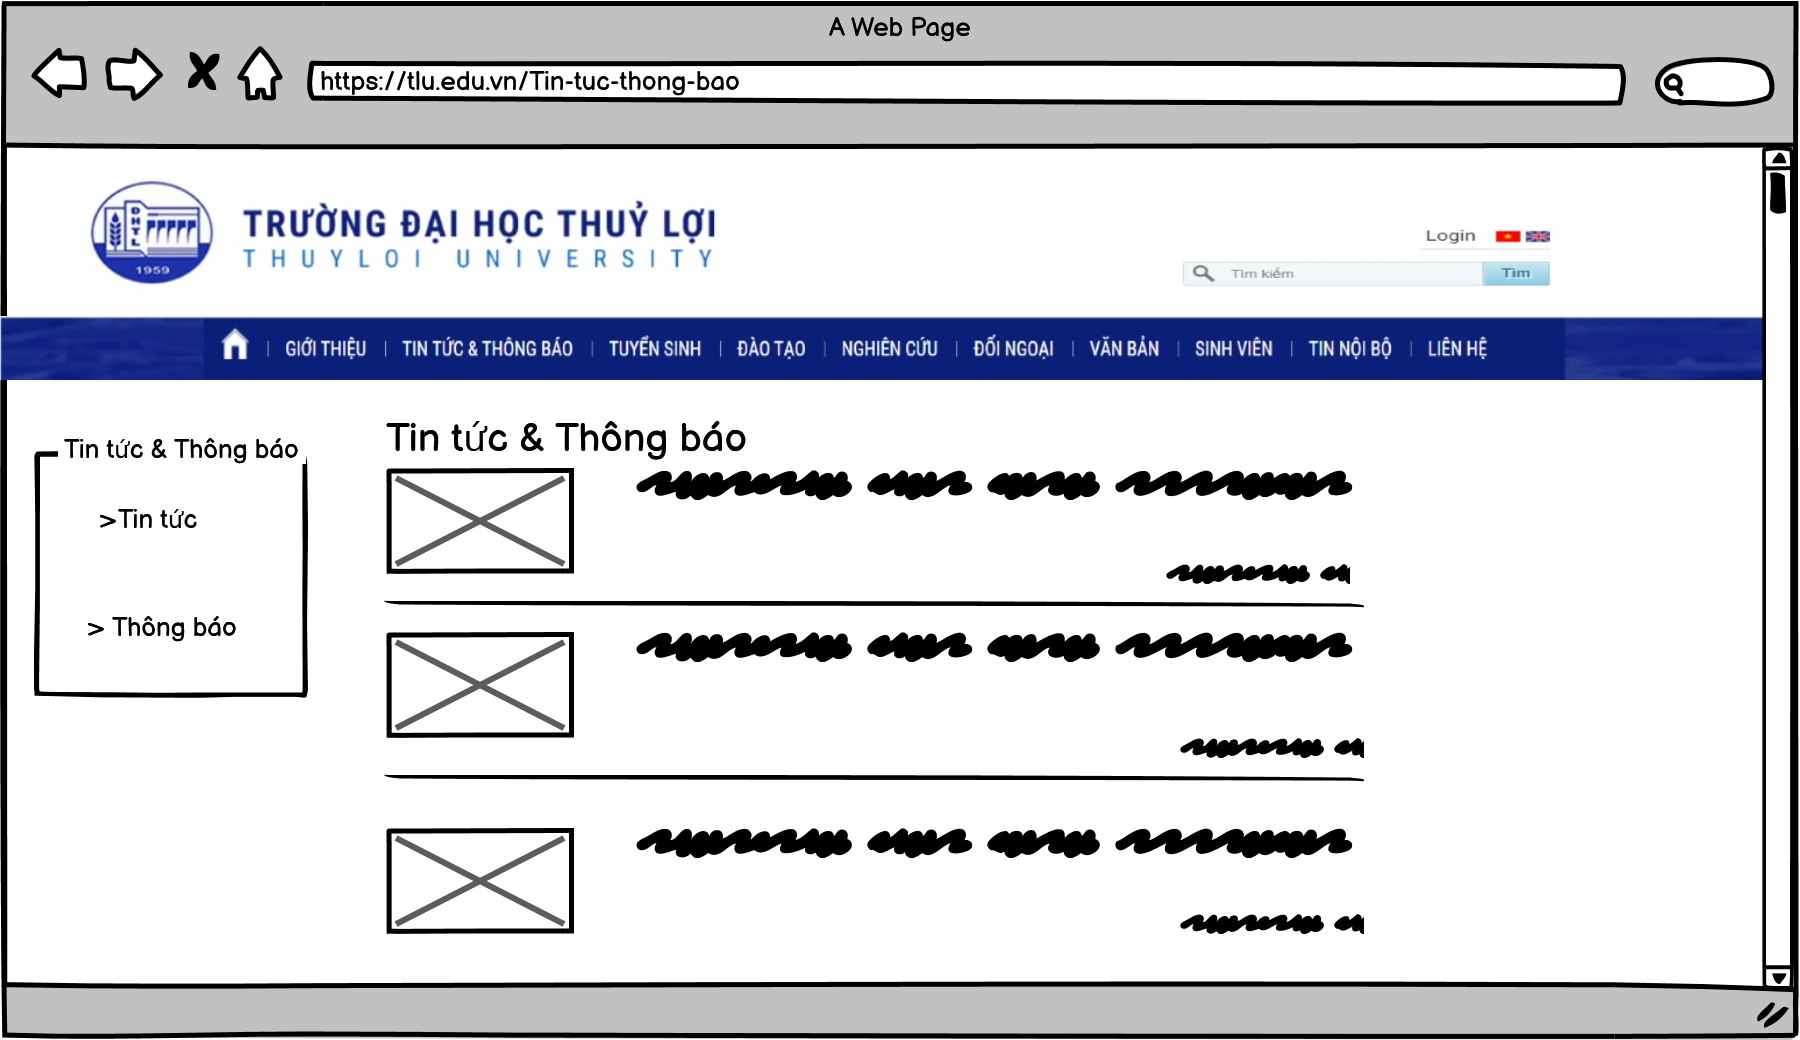 A Web Page
https://tlu.edu.vn/Tin-tuc-thong-bao
ĐHTL
1959
TRƯỜNG ĐẠI HỌC THUỶ LỢI
THUYLOI UNIVERSITY
Login
Tìm kiếm
Tìm
GIỚI THIỆU | TIN TỨC & THÔNG BÁO | TUYỂN SINH | ĐÀO TẠO | NGHIÊN CỨU | ĐỐI NGOẠI | VĂN BẢN | SINH VIÊN | TIN NỘI BỘ | LIÊN HỆ
Tin tức & Thông báo
>Tin tức
> Thông báo
Tin tức & Thông báo